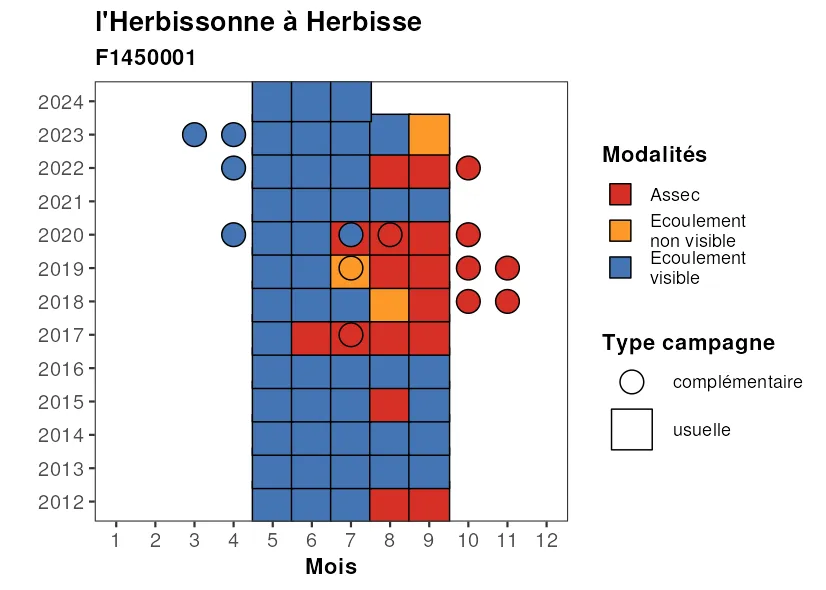 l'Herbissonne à Herbisse
F1450001
2024
2023
2022
2021
2020
2019
2018
2017
2016
2015
2014
2013
2012
1 2 3 4 5 6 7 8 9 10 11 12
Mois
Modalités
Assec
Ecoulement
non visible
Ecoulement
visible
Type campagne
complémentaire
usuelle